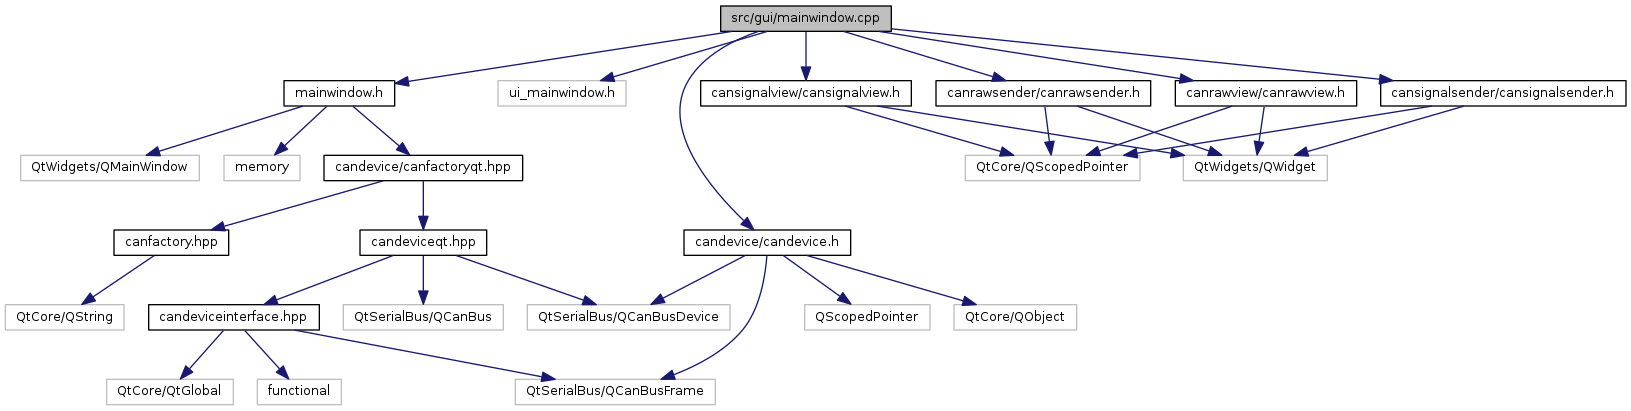 src/gui/mainwindow.cpp
mainwindow.h
ui_mainwindow.h
cansignalview/cansignalview.h
canrawsender/canrawsender.h
canrawview/canrawview.h
cansignalsender/cansignalsender.h
QtWidgets/QMainWindow
memory
candevice/canfactoryqt.hpp
QtCore/QScopedPointer
QtWidgets/QWidget
canfactory.hpp
candeviceqt.hpp
candevice/candevice.h
QtCore/QString
candeviceinterface.hpp
QtSerialBus/QCanBus
QtSerialBus/QCanBusDevice
QScopedPointer
QtCore/QObject
QtCore/QtGlobal
functional
QtSerialBus/QCanBusFrame